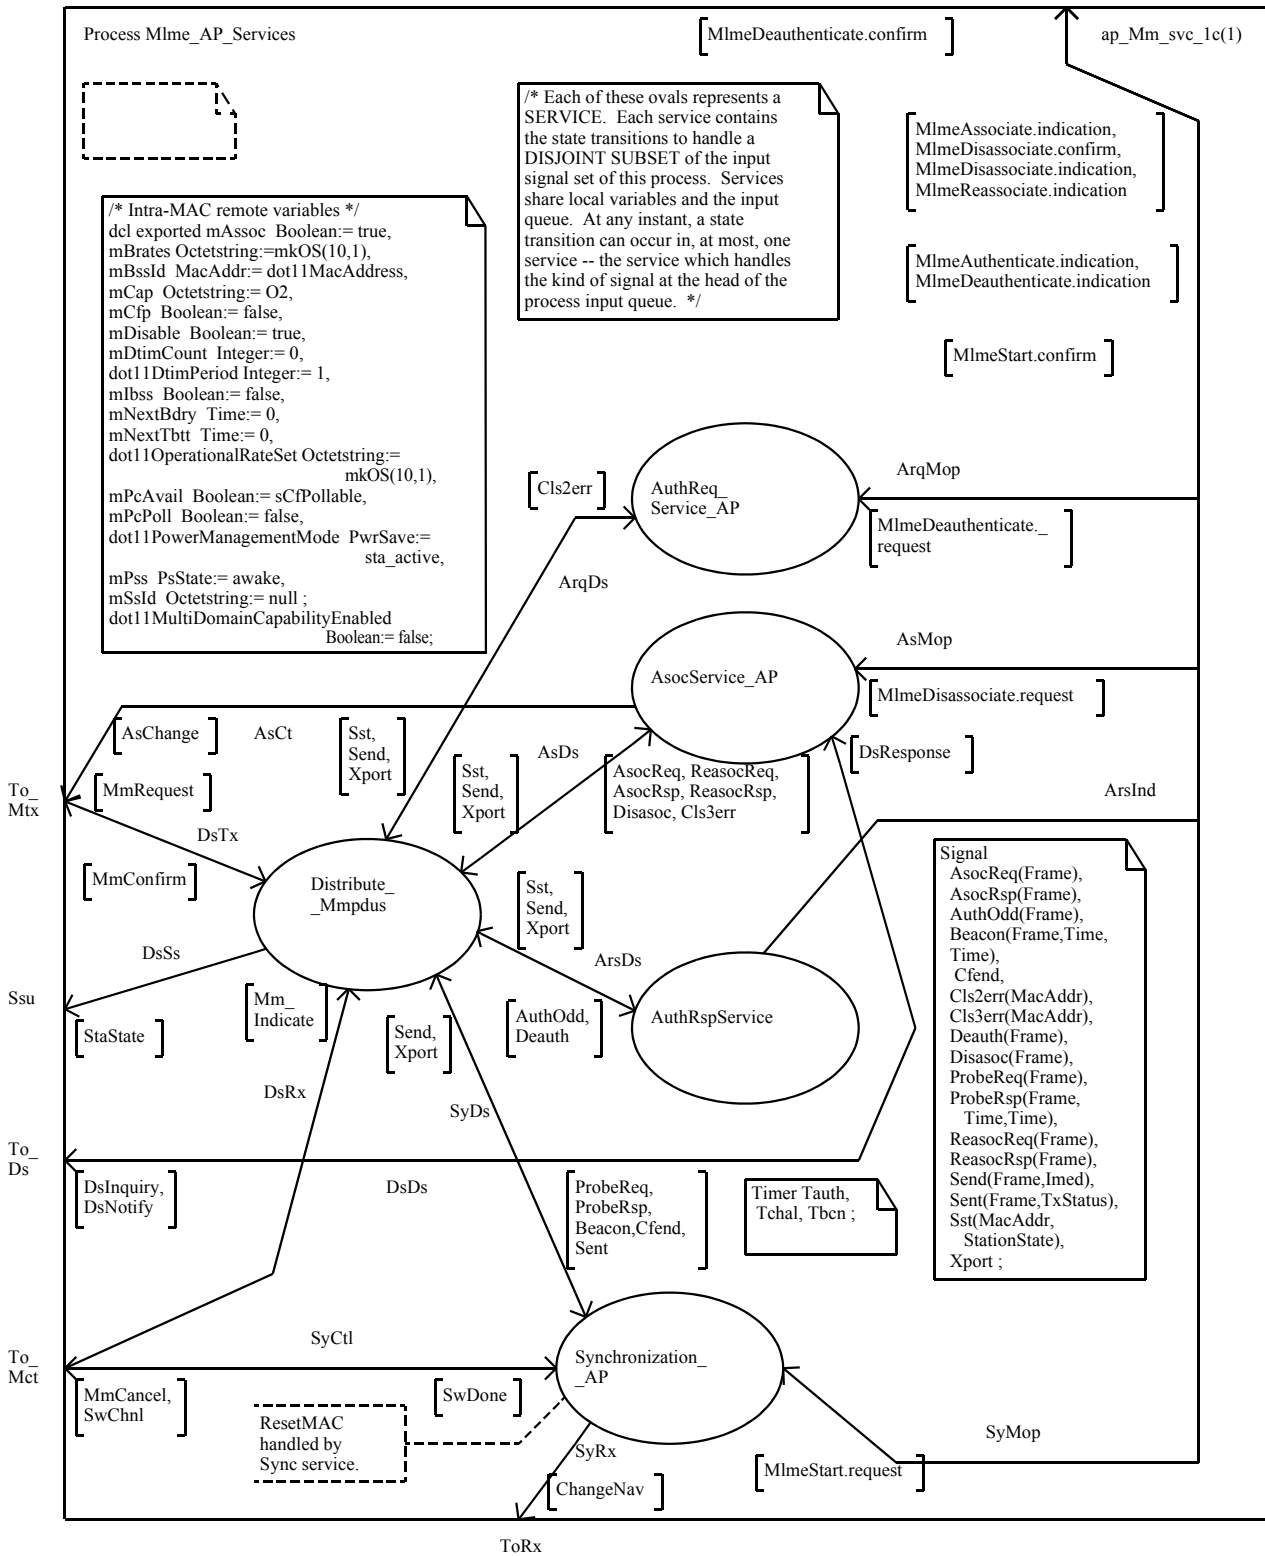 Process Mlme_AP_Services
MlmeDeauthenticate.confirm
ap_Mm_svc_1c(1)
/* Each of these ovals represents a
SERVICE.  Each service contains
the state transitions to handle a
DISJOINT SUBSET of the input
signal set of this process.  Services
share local variables and the input
queue.  At any instant, a state
transition can occur in, at most, one
service -- the service which handles
the kind of signal at the head of the
process input queue.  */
MlmeAssociate.indication,
MlmeDisassociate.confirm,
MlmeDisassociate.indication,
MlmeReassociate.indication
/* Intra-MAC remote variables */
dcl exported mAssoc  Boolean:= true,
mBrates Octetstring:=mkOS(10,1),
mBssId  MacAddr:= dot11MacAddress,
mCap  Octetstring:= O2,
mCfp  Boolean:= false,
mDisable  Boolean:= true,
mDtimCount  Integer:= 0,
dot11DtimPeriod Integer:= 1,
mIbss  Boolean:= false,
mNextBdry  Time:= 0,
mNextTbtt  Time:= 0,
dot11OperationalRateSet Octetstring:=
mkOS(10,1),
mPcAvail  Boolean:= sCfPollable,
mPcPoll  Boolean:= false,
dot11PowerManagementMode  PwrSave:=
sta_active,
mPss  PsState:= awake,
mSsId  Octetstring:= null ;
dot11MultiDomainCapabilityEnabled
Boolean:= false;
MlmeAuthenticate.indication,
MlmeDeauthenticate.indication
MlmeStart.confirm
Cls2err
AuthReq_
Service_AP
ArqMop
MlmeDeauthenticate._
request
ArqDs
AsMop
AsocService_AP
MlmeDisassociate.request
AsChange
AsCt
Sst,
Send,
Xport
AsDs
Sst,
Send,
Xport
AsocReq, ReasocReq,
AsocRsp, ReasocRsp,
Disasoc, Cls3err
DsResponse
ArsInd
To_
Mtx
MmRequest
DsTx
MmConfirm
Distribute_
_Mmpdus
Sst,
Send,
Xport
Signal
AsocReq(Frame),
AsocRsp(Frame),
AuthOdd(Frame),
Beacon(Frame,Time,
Time),
Cfend,
Cls2err(MacAddr),
Cls3err(MacAddr),
Deauth(Frame),
Disasoc(Frame),
ProbeReq(Frame),
ProbeRsp(Frame,
Time,Time),
ReasocReq(Frame),
ReasocRsp(Frame),
Send(Frame,Imed),
Sent(Frame,TxStatus),
Sst(MacAddr,
StationState),
Xport ;
DsSs
ArsDs
Ssu
StaState
Mm_
Indicate
Send,
Xport
AuthOdd,
Deauth
AuthRspService
DsRx
SyDs
To_
Ds
DsInquiry,
DsNotify
DsDs
ProbeReq,
ProbeRsp,
Beacon,Cfend,
Sent
Timer Tauth,
Tchal, Tbcn ;
SyCtl
To_
Mct
MmCancel,
SwChnl
SwDone
Synchronization_
_AP
ResetMAC
handled by
Sync service.
SyRx
SyMop
MlmeStart.request
ChangeNav
ToRx